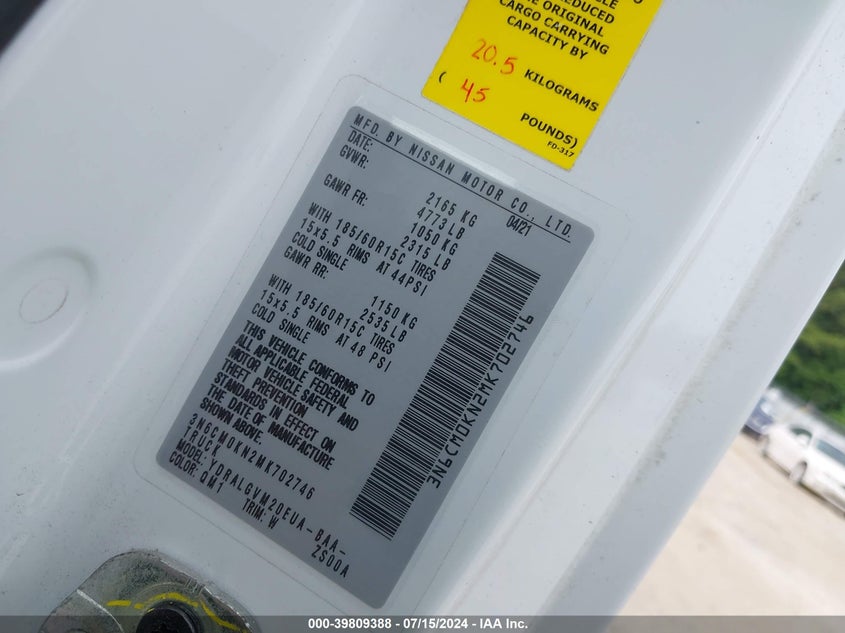 REDUCED
ORIGINAL
CARGO CARRYING
CAPACITY BY
20.5 KILOGRAMS
( 45 POUNDS)
FD-317
MFD. BY NISSAN MOTOR CO., LTD.
DATE: 04/21
GVWR: 2165 KG
4773 LB
GAWR FR: 1050 KG
2315 LB
WITH 185/60R15C TIRES
15x5.5 RIMS AT 44PSI
COLD SINGLE
GAWR RR: 1150 KG
2535 LB
WITH 185/60R15C TIRES
15x5.5 RIMS AT 48 PSI
COLD SINGLE
THIS VEHICLE CONFORMS TO
ALL APPLICABLE FEDERAL
MOTOR VEHICLE SAFETY AND
THEFT PREVENTION
STANDARDS IN EFFECT ON
THE DATE OF MANUFACTURE
SHOWN ABOVE.
3N6CM0KN2MK702746
TRUCK
MODEL: YDRALGVM20EUA-BAA-
ZS00A
COLOR: QM1 TRIM: W
3N6CM0KN2MK702746
000-39809388 - 07/15/2024 - IAA Inc.